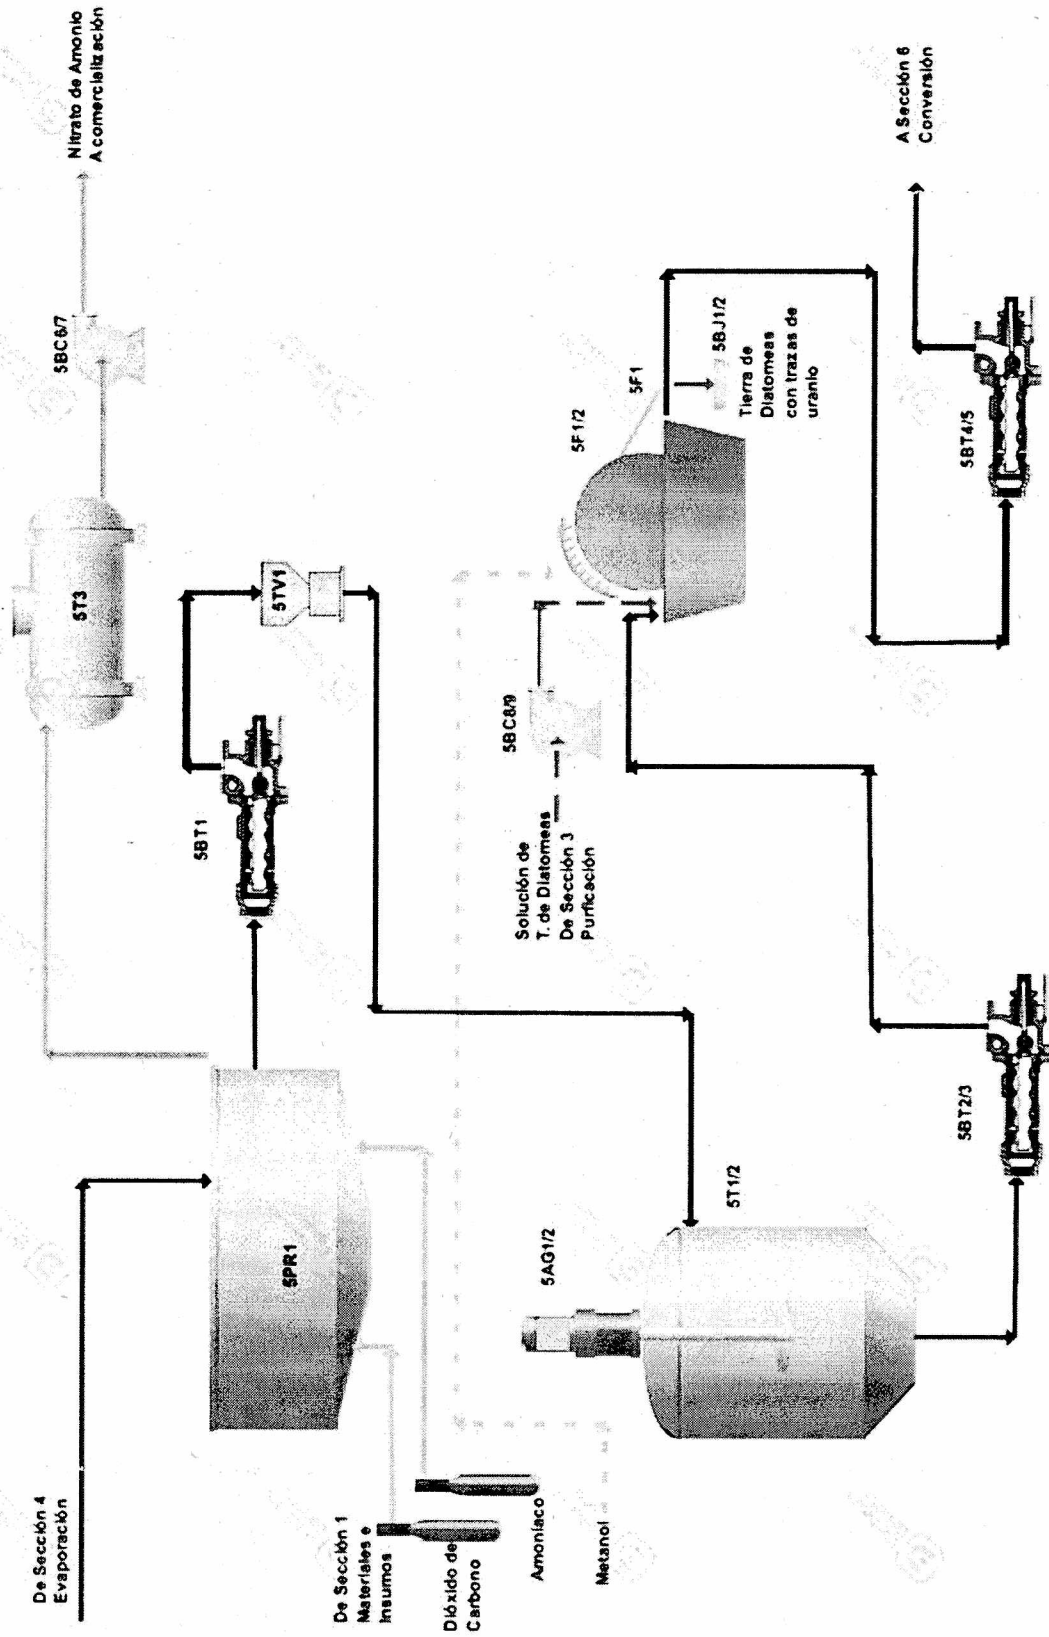 De Sección 4
Evaporación
De Sección 1
Materiales e
Insumos
Dióxido de
Carbono
Amoníaco
Metanol
5PR1
5AG1/2
5T1/2
5BT2/3
5BT1
5TV1
5T3
5BC6/7
Nitrato de Amonio
A comercialización
Solución de
T. de Diatomeas
De Sección 3
Purificación
5BC8/9
5F1/2
5F1
5BJ1/2
Tierra de
Diatomeas
con trazas de
uranio
5BT4/5
A Sección 6
Conversión